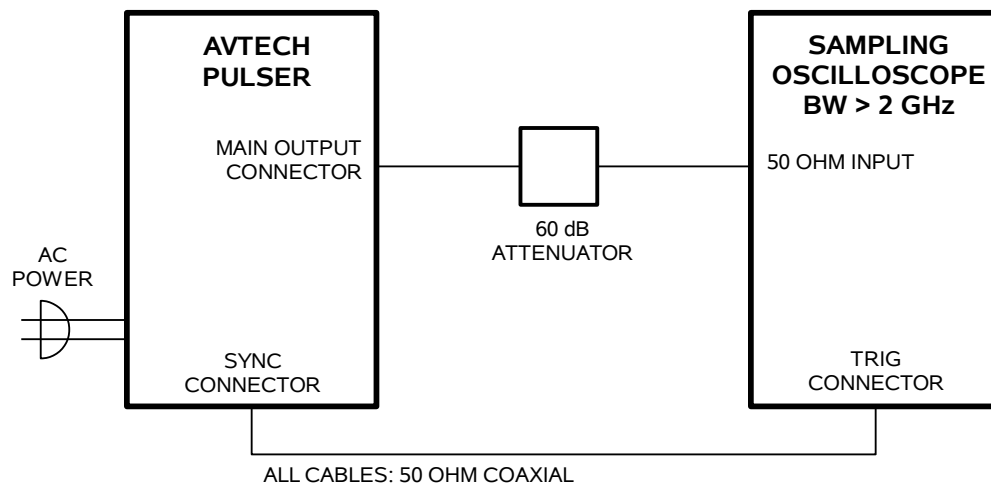 AVTECH
PULSER
MAIN OUTPUT
CONNECTOR
SYNC
CONNECTOR
AC
POWER
60 dB
ATTENUATOR
SAMPLING
OSCILLOSCOPE
BW > 2 GHz
50 OHM INPUT
TRIG
CONNECTOR
ALL CABLES: 50 OHM COAXIAL